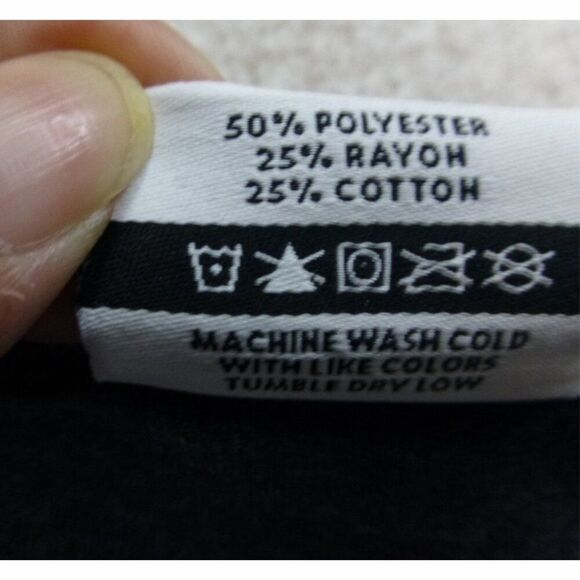 50% POLYESTER
25% RAYON
25% COTTON
MACHINE WASH COLD
WITH LIKE COLORS
TUMBLE DRY LOW